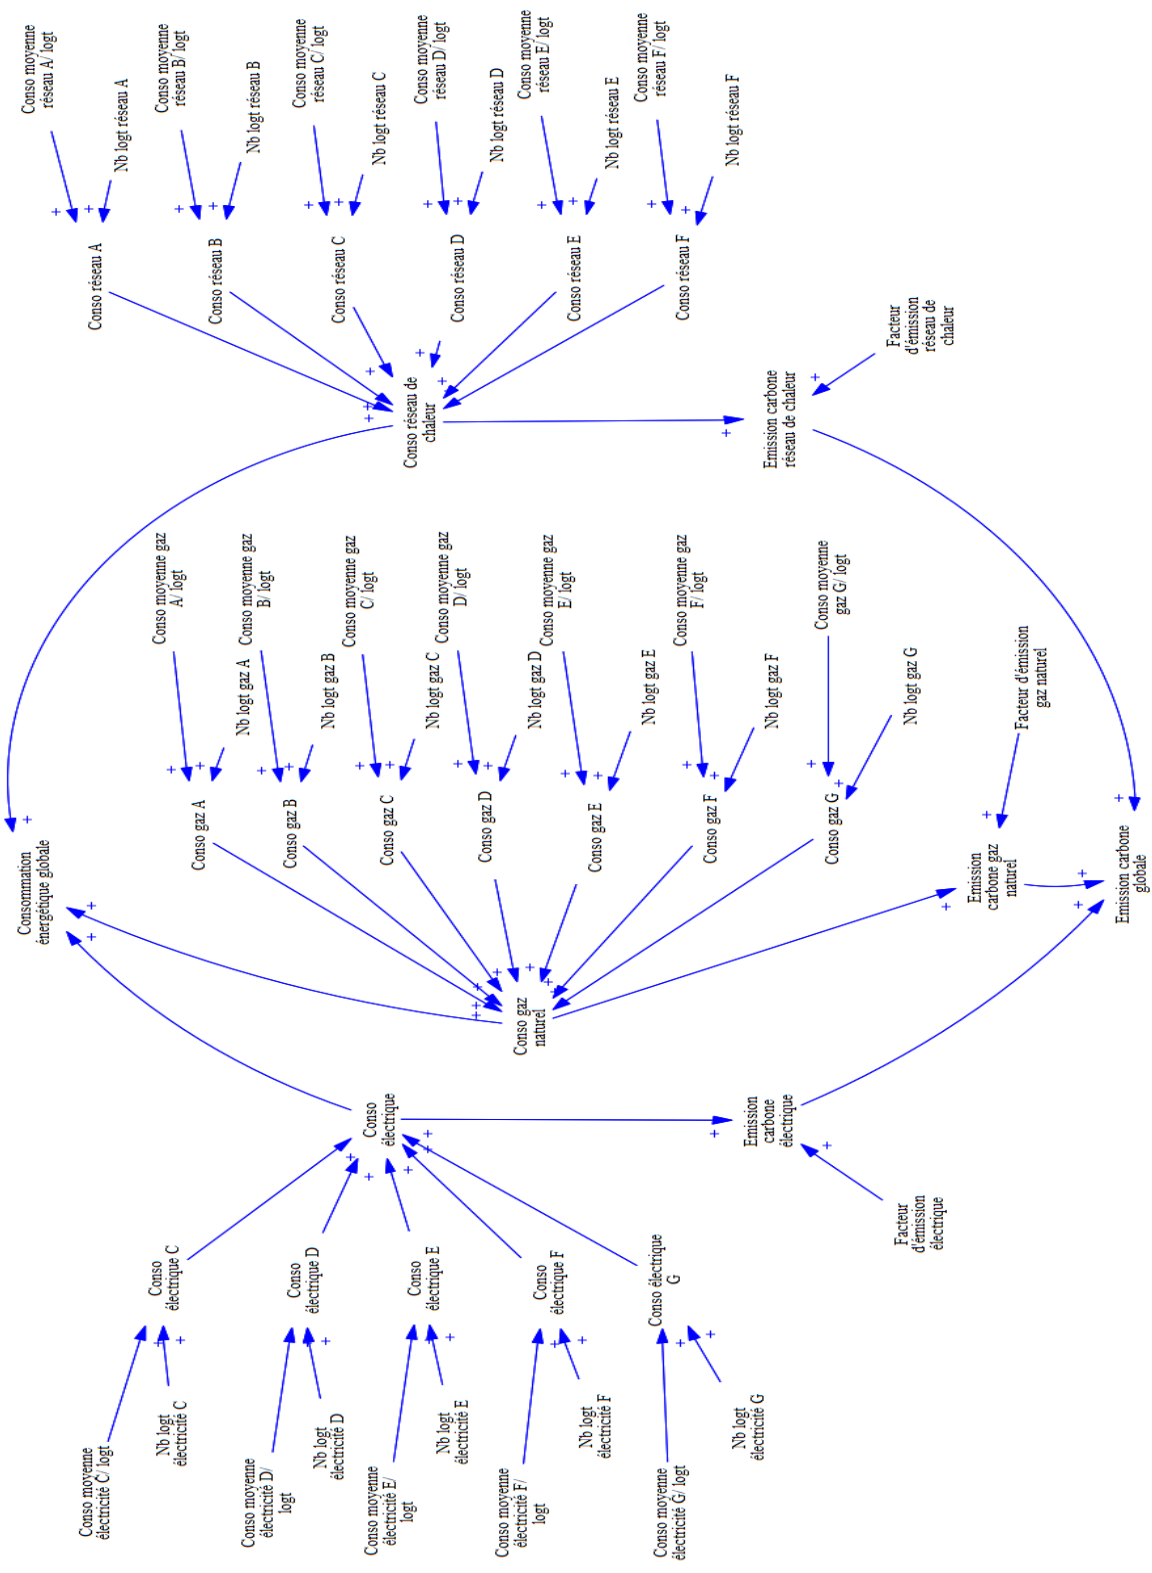 Consommation
énergétique globale
Conso moyenne
électricité C/ logt
Nb logt
électricité C
Conso
électrique C
Conso moyenne
électricité D/
logt
Nb logt
électricité D
Conso
électrique D
Conso moyenne
électricité E/
logt
Nb logt
électricité E
Conso
électrique E
Conso moyenne
électricité F/
logt
Nb logt
électricité F
Conso
électrique F
Conso moyenne
électricité G/ logt
Nb logt
électricité G
Conso électrique
G
Conso
électrique
Facteur
d'émission
électrique
Emission
carbone
électrique
Conso moyenne gaz
A/ logt
Nb logt gaz A
Conso gaz A
Conso moyenne gaz
B/ logt
Nb logt gaz B
Conso gaz B
Conso moyenne gaz
C/ logt
Nb logt gaz C
Conso gaz C
Conso moyenne gaz
D/ logt
Nb logt gaz D
Conso gaz D
Conso moyenne gaz
E/ logt
Nb logt gaz E
Conso gaz E
Conso moyenne gaz
F/ logt
Nb logt gaz F
Conso gaz F
Conso moyenne
gaz G/ logt
Nb logt gaz G
Conso gaz G
Conso gaz
naturel
Facteur d'émission
gaz naturel
Emission
carbone gaz
naturel
Conso moyenne
réseau A/ logt
Nb logt réseau A
Conso réseau A
Conso moyenne
réseau B/ logt
Nb logt réseau B
Conso réseau B
Conso moyenne
réseau C/ logt
Nb logt réseau C
Conso réseau C
Conso moyenne
réseau D/ logt
Nb logt réseau D
Conso réseau D
Conso moyenne
réseau E/ logt
Nb logt réseau E
Conso réseau E
Conso moyenne
réseau F/ logt
Nb logt réseau F
Conso réseau F
Conso réseau de
chaleur
Facteur
d'émission
réseau de
chaleur
Emission carbone
réseau de chaleur
Emission carbone
globale